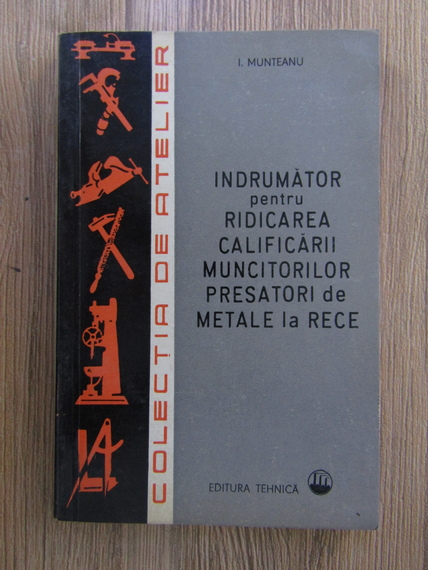 I. MUNTEANU
INDRUMĂTOR
pentru
RIDICAREA
CALIFICĂRII
MUNCITORILOR
PRESATORI de
METALE la RECE
EDITURA TEHNICĂ
COLECȚIA DE ATELIER